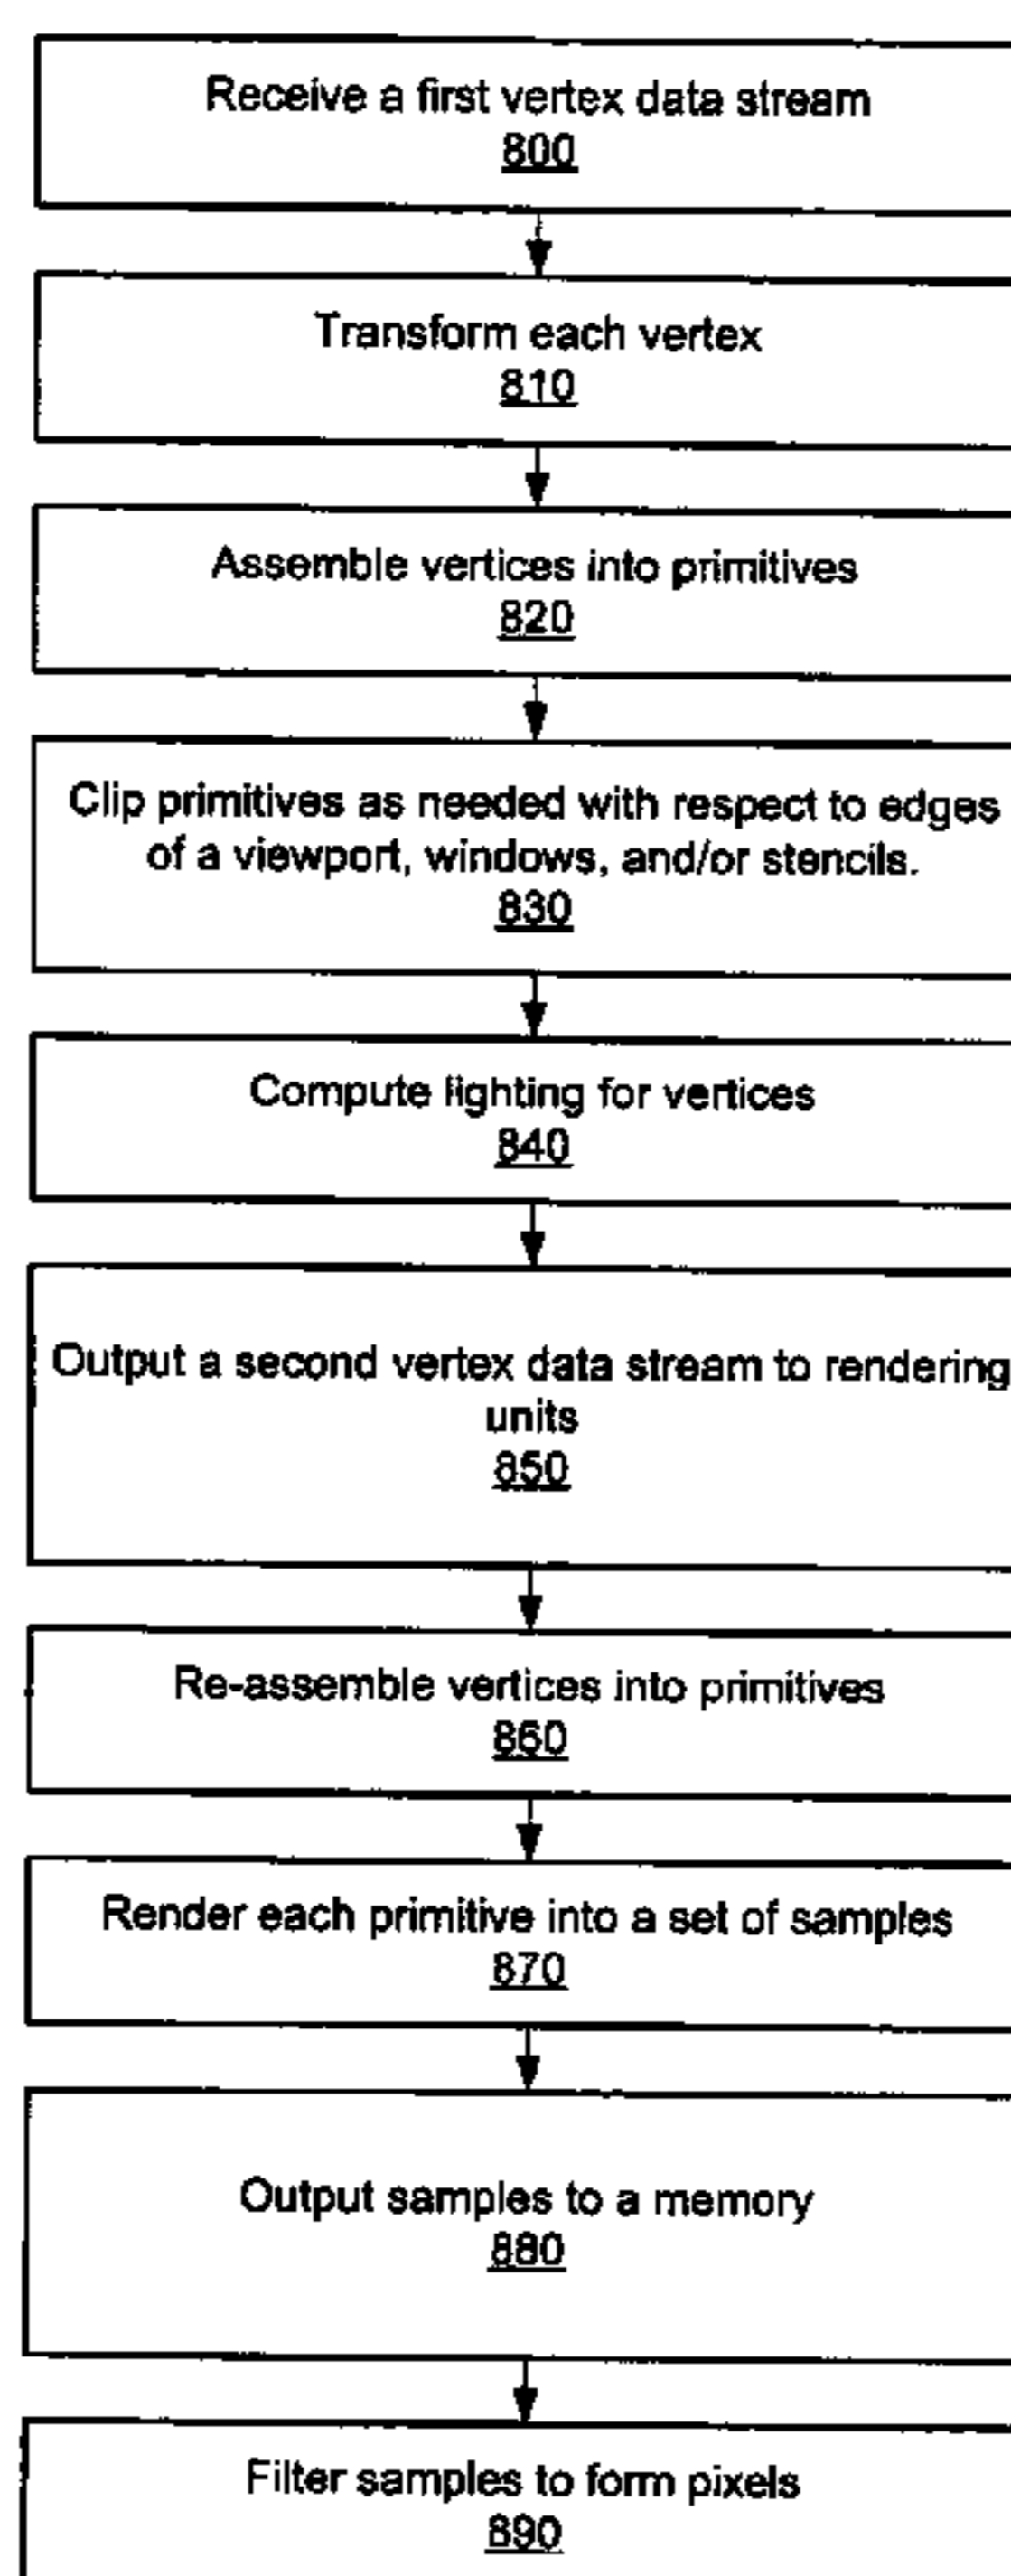 Receive a first vertex data stream
800
Transform each vertex
810
Assemble vertices into primitives
820
Clip primitives as needed with respect to edges
of a viewport, windows, and/or stencils.
830
Compute lighting for vertices
840
Output a second vertex data stream to rendering
units
850
Re-assemble vertices into primitives
860
Render each primitive into a set of samples
870
Output samples to a memory
880
Filter samples to form pixels
890